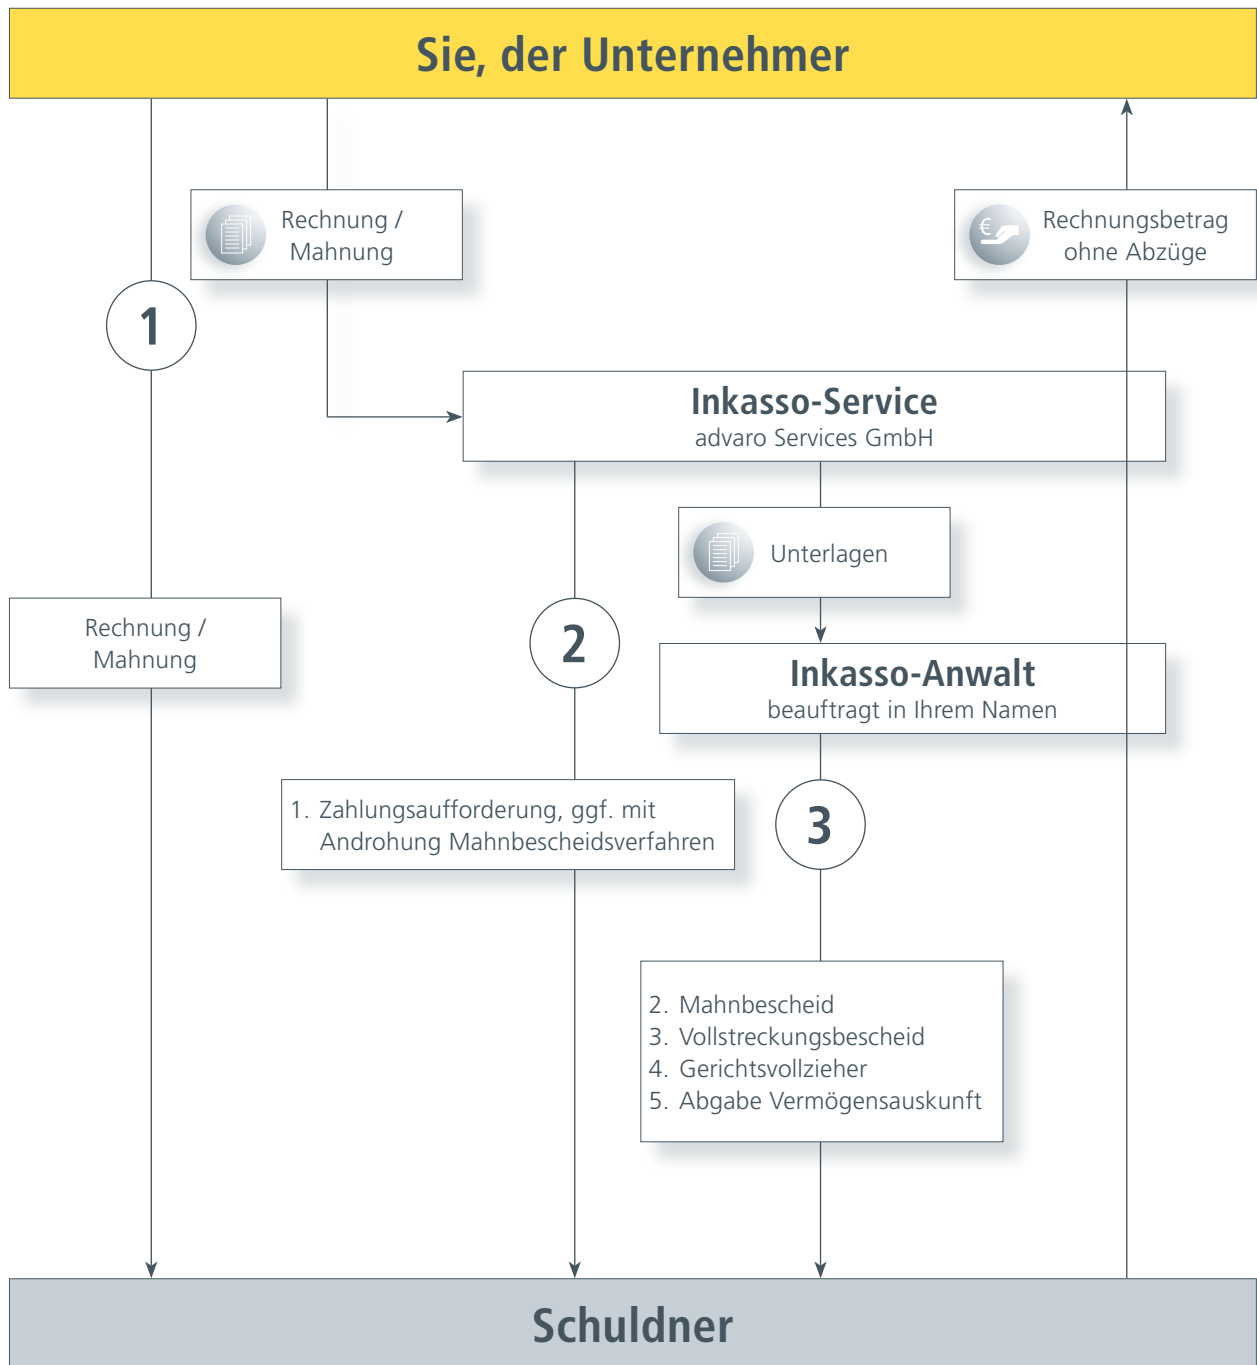 Sie, der Unternehmer
Rechnung /
Mahnung
€
Rechnungsbetrag
ohne Abzüge
1
Inkasso-Service
advaro Services GmbH
Unterlagen
Rechnung /
Mahnung
2
Inkasso-Anwalt
beauftragt in Ihrem Namen
1. Zahlungsaufforderung, ggf. mit
Androhung Mahnbescheidsverfahren
3
2. Mahnbescheid
3. Vollstreckungsbescheid
4. Gerichtsvollzieher
5. Abgabe Vermögensauskunft
Schuldner